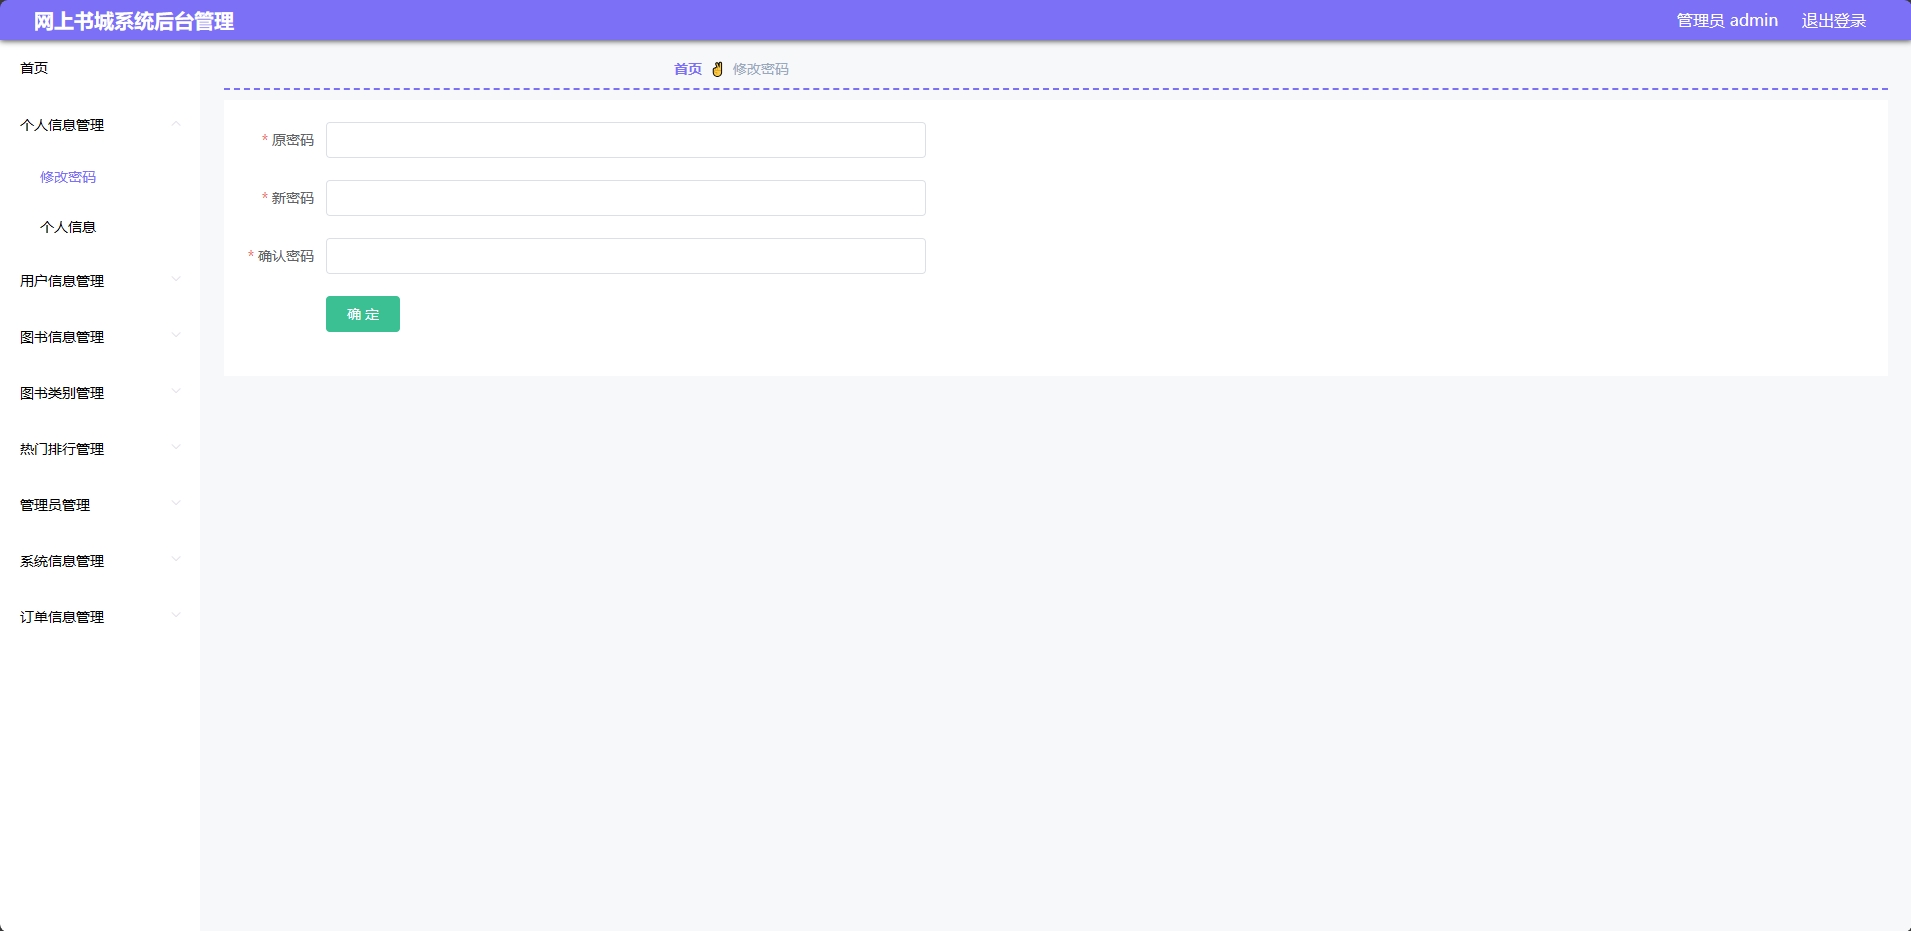 网上书城系统后台管理
管理员 admin 退出登录
首页
个人信息管理
修改密码
个人信息
用户信息管理
图书信息管理
图书类别管理
热门排行管理
管理员管理
系统信息管理
订单信息管理
首页 ✌ 修改密码
* 原密码
* 新密码
* 确认密码
确 定